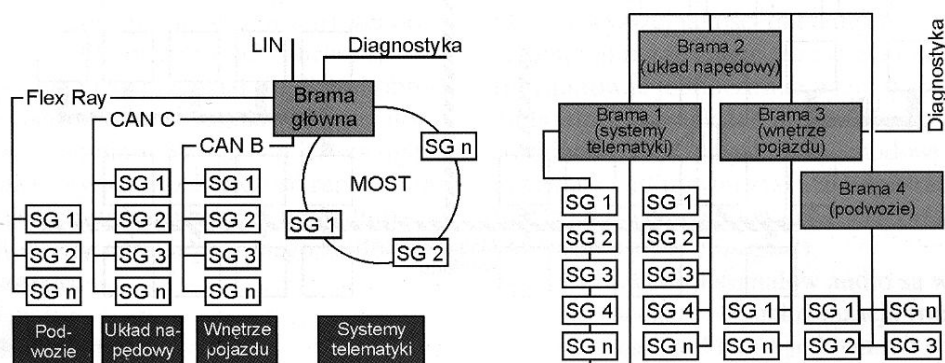 LIN
Diagnostyka
Flex Ray
Brama
główna
CAN C
CAN B
SG n
MOST
SG 1
SG 2
SG 1
SG 2
SG n
SG 1
SG 2
SG 3
SG n
SG 1
SG 2
SG 3
SG n
Pod-
wozie
Układ na-
pędowy
Wnętrze
pojazdu
Systemy
telematyki
Brama 2
(układ napędowy)
Brama 1
(systemy
telematyki)
Brama 3
(wnętrze
pojazdu)
Brama 4
(podwozie)
Diagnostyka
SG 1
SG 2
SG 3
SG 4
SG n
SG 1
SG 2
SG 3
SG 4
SG n
SG 1
SG n
SG 1
SG 2
SG n
SG 3